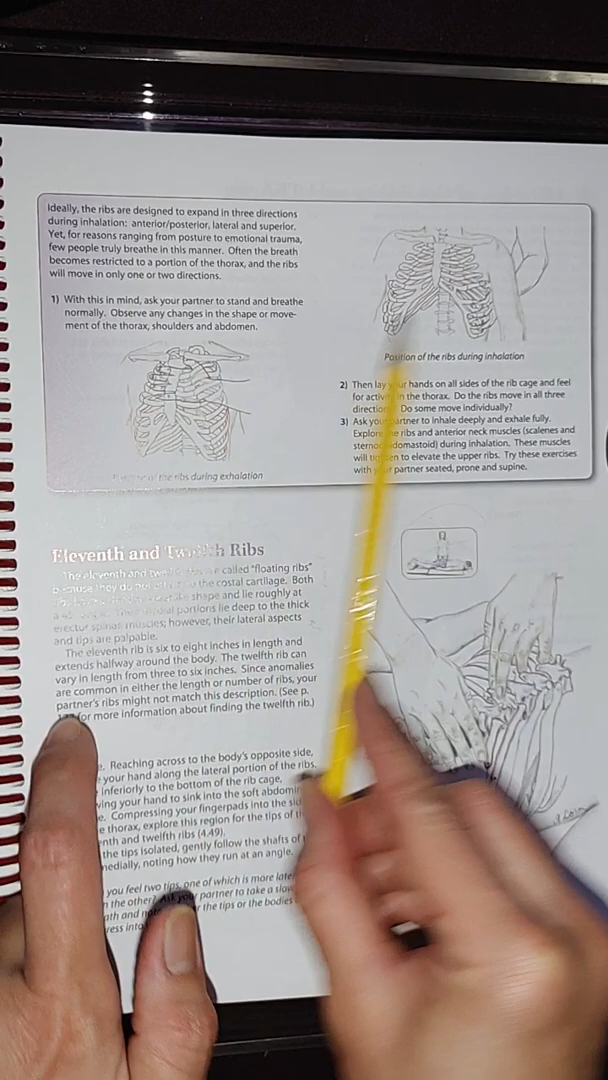 Ideally, the ribs are designed to expand in three directions
during inhalation: anterior/posterior, lateral and superior.
Yet, for reasons ranging from posture to emotional trauma,
few people truly breathe in this manner. Often the breath
becomes restricted to a portion of the thorax, and the ribs
will move in only one or two directions.
1) With this in mind, ask your partner to stand and breathe
normally. Observe any changes in the shape or move-
ment of the thorax, shoulders and abdomen.
of the ribs during exhalation
Position of the ribs during inhalation
2) Then lay your hands on all sides of the rib cage and feel
for in the thorax. Do the ribs move in all three
Do some move individually?
3) Ask your partner to inhale deeply and exhale fully.
Explore ribs and anterior neck muscles (scalenes and
during inhalation. These muscles
will to elevate the upper ribs. Try these exercises
with partner seated, prone and supine.
Eleventh and Twelfth Ribs
The eleventh and are called "floating ribs"
because they do the costal cartilage. Both
shape and lie roughly at
portions lie deep to the thick
erector spinae muscles; however, their lateral aspects
and tips are palpable.
The eleventh rib is six to eight inches in length and
extends halfway around the body. The twelfth rib can
vary in length from three to six inches. Since anomalies
are common in either the length or number of ribs, your
partner's ribs might not match this description. (See p.
for more information about finding the twelfth rib.)
Reaching across to the body's opposite side,
your hand along the lateral portion of the ribs.
inferiorly to the bottom of the rib cage,
your hand to sink into the soft
Compressing your fingerpads into the
thorax, explore this region for the tips of
and twelfth ribs (4.49).
the tips isolated, gently follow the shafts of
noting how they run at an angle.
you feel two tips, one of which is more
the other? Ask your partner to take a
and the tips or the bodies